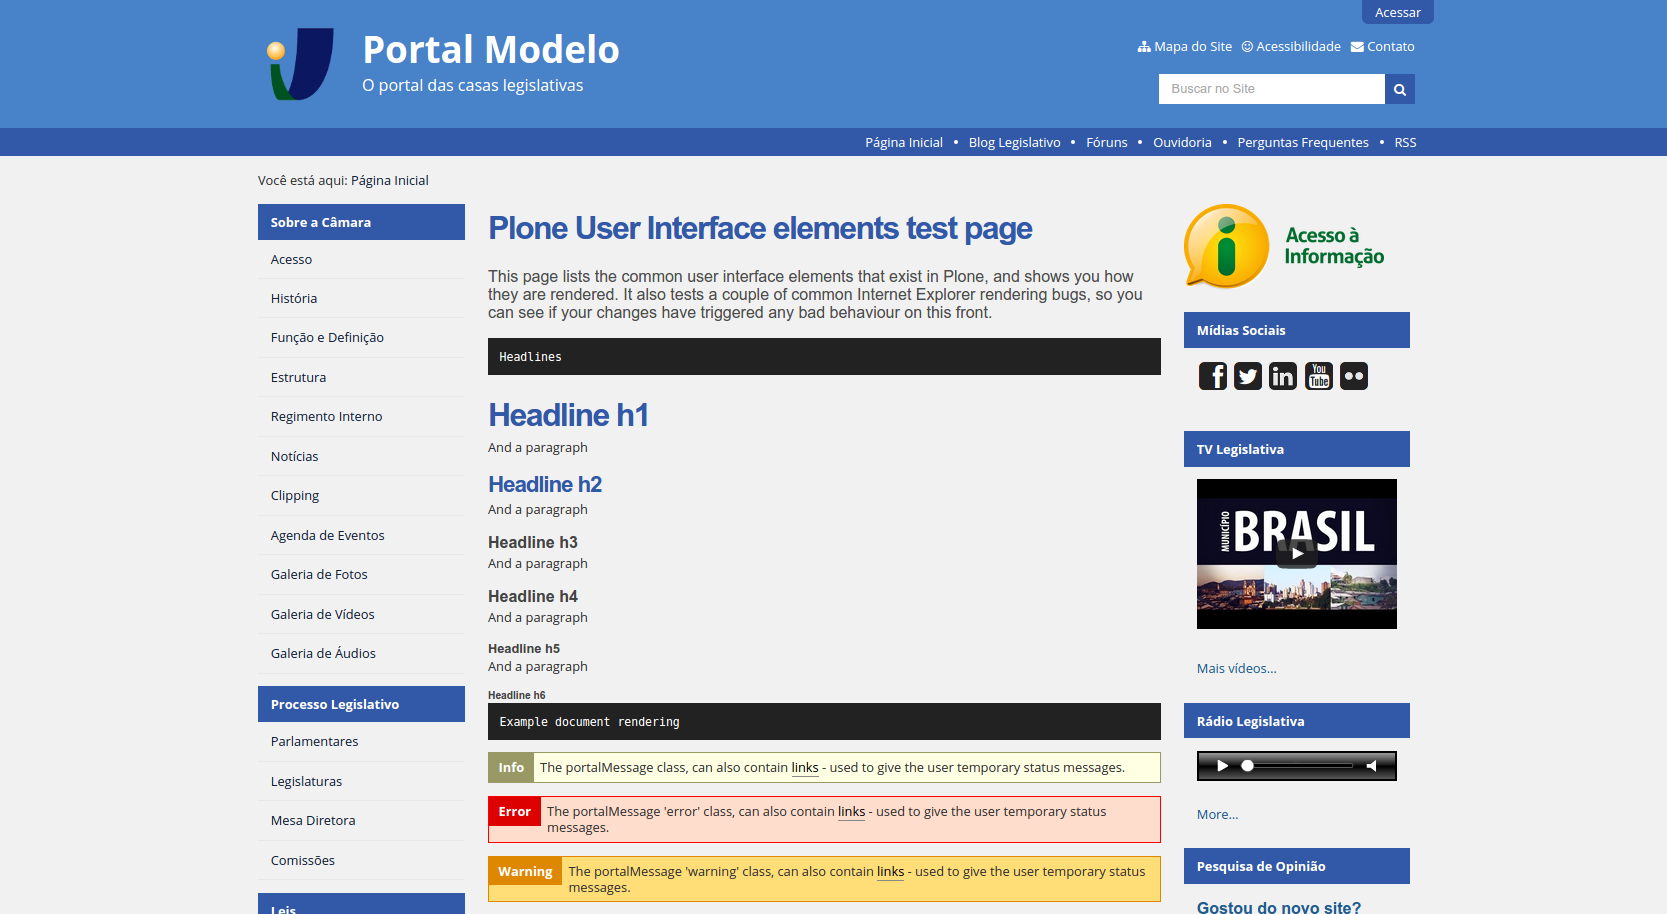 Acessar
Portal Modelo
O portal das casas legislativas
Mapa do Site Acessibilidade Contato
Buscar no Site
Página Inicial • Blog Legislativo • Fóruns • Ouvidoria • Perguntas Frequentes • RSS
Você está aqui: Página Inicial
Sobre a Câmara
Acesso
História
Função e Definição
Estrutura
Regimento Interno
Notícias
Clipping
Agenda de Eventos
Galeria de Fotos
Galeria de Vídeos
Galeria de Áudios
Processo Legislativo
Parlamentares
Legislaturas
Mesa Diretora
Comissões
Leis
Plone User Interface elements test page
This page lists the common user interface elements that exist in Plone, and shows you how
they are rendered. It also tests a couple of common Internet Explorer rendering bugs, so you
can see if your changes have triggered any bad behaviour on this front.
Headlines
Headline h1
And a paragraph
Headline h2
And a paragraph
Headline h3
And a paragraph
Headline h4
And a paragraph
Headline h5
And a paragraph
Headline h6
Example document rendering
Info The portalMessage class, can also contain links - used to give the user temporary status messages.
Error The portalMessage 'error' class, can also contain links - used to give the user temporary status
messages.
Warning The portalMessage 'warning' class, can also contain links - used to give the user temporary status
messages.
Acesso à
Informação
Mídias Sociais
You
Tube
TV Legislativa
MUNICÍPIO
BRASIL
Mais vídeos...
Rádio Legislativa
More...
Pesquisa de Opinião
Gostou do novo site?